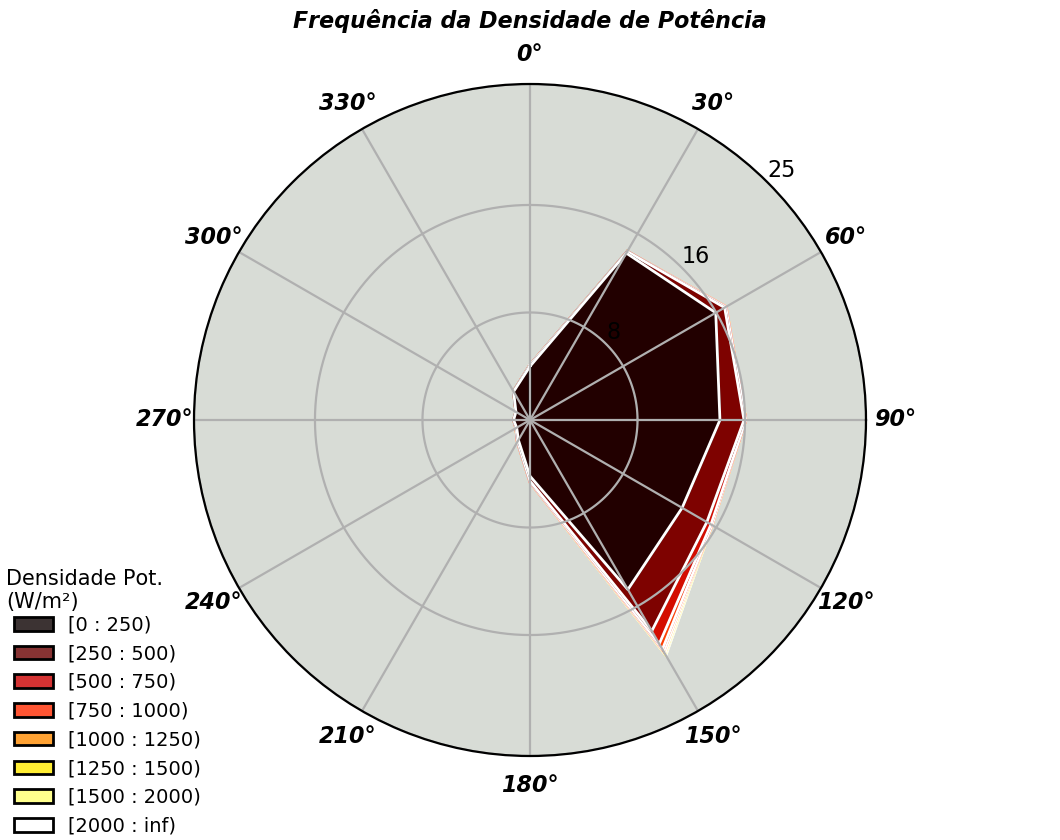 Frequência da Densidade de Potência
0°
330°
30°
25
300°
60°
16
8
270°
90°
Densidade Pot.
(W/m²)
240°
120°
[0 : 250)
[250 : 500)
[500 : 750)
[750 : 1000)
210°
150°
[1000 : 1250)
[1250 : 1500)
180°
[1500 : 2000)
[2000 : inf)